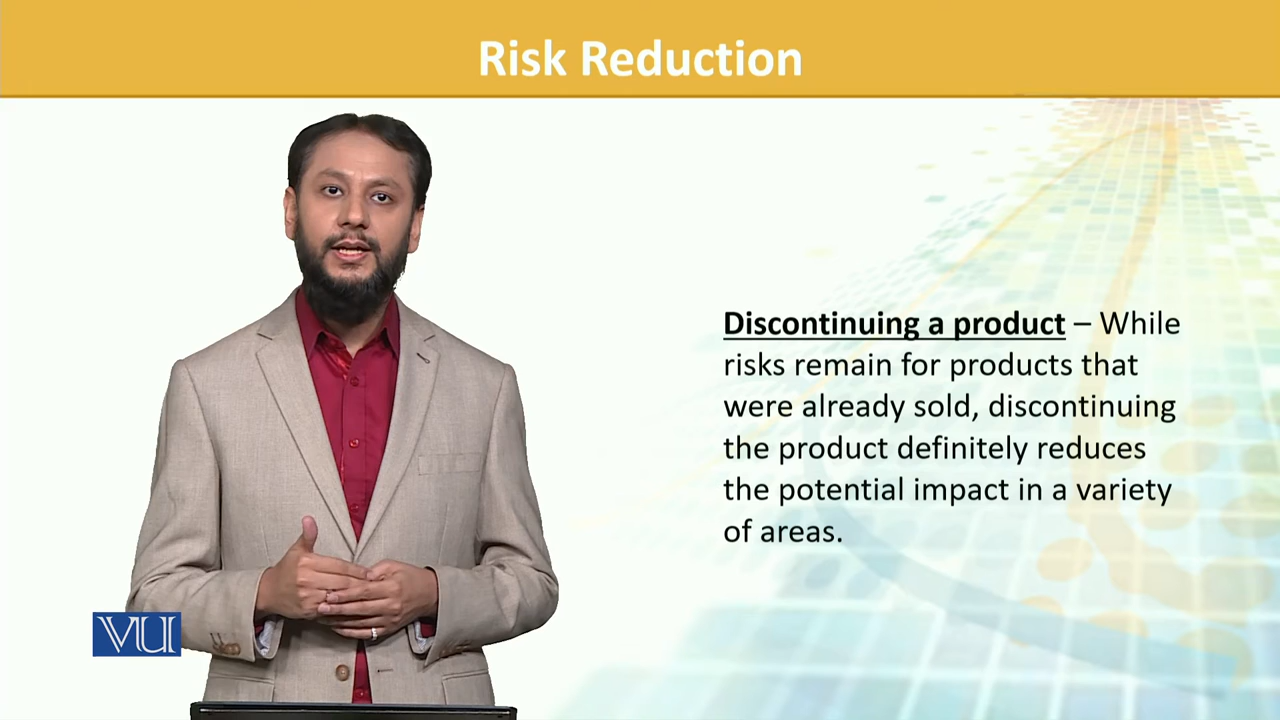 Risk Reduction
Discontinuing a product – While
risks remain for products that
were already sold, discontinuing
the product definitely reduces
the potential impact in a variety
of areas.
VU